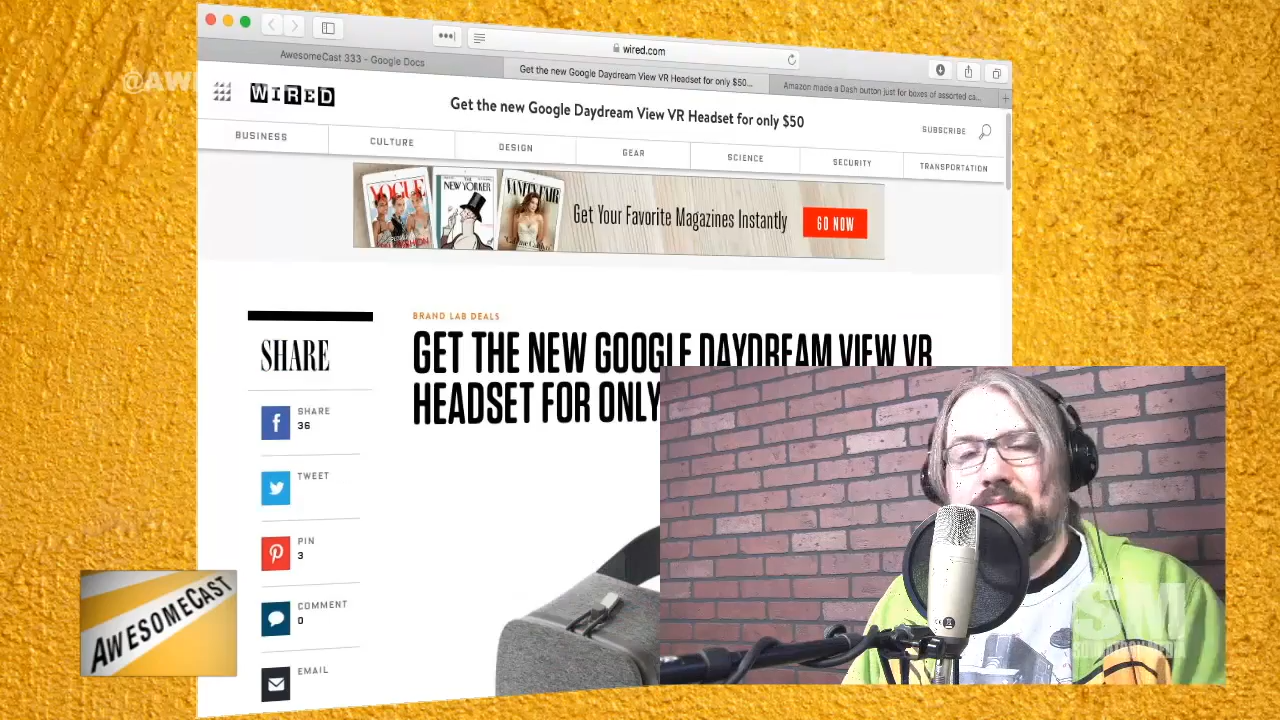 wired.com
AwesomeCast 333 - Google Docs
Get the new Google Daydream View VR Headset for only $50...
Amazon made a Dash button just for boxes of assorted ca...
@AW
WIRED
Get the new Google Daydream View VR Headset for only $50
SUBSCRIBE
BUSINESS
CULTURE
DESIGN
GEAR
SCIENCE
SECURITY
TRANSPORTATION
VOGUE
THE
NEW YORKER
VANITY FAIR
Get Your Favorite Magazines Instantly
GO NOW
BRAND LAB DEALS
GET THE NEW GOOGLE DAYDREAM VIEW VR
HEADSET FOR ONLY
SHARE
SHARE
36
TWEET
PIN
3
COMMENT
0
EMAIL
AWESOMECAST